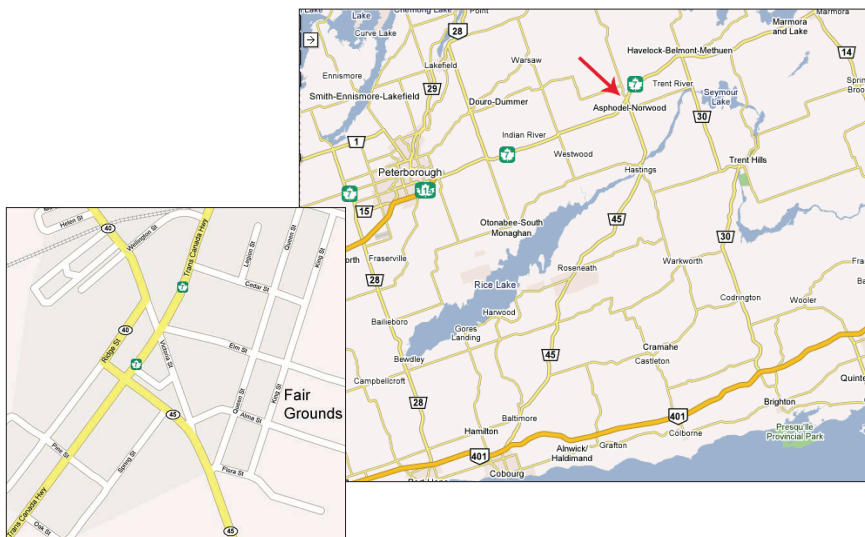 Lake
Curve Lake
Chemong Lake
Point
28
Lakefield
Ennismore
Smith-Ennismore-Lakefield
29
Warsaw
Douro-Dummer
Havelock-Belmont-Methuen
7
Trent River
Asphodel-Norwood
Marmora
and Lake
14
Seymour
Lake
30
1
Indian River
7
Westwood
Hastings
Trent Hills
Peterborough
7
115
15
Otonabee-South
Monaghan
45
30
Fraserville
28
Rice Lake
Roseneath
Warkworth
Codrington
Wooler
Bailieboro
Harwood
Gores
Landing
Bewdley
45
Cramahe
Castleton
Campbellcroft
28
Baltimore
Hamilton
401
Brighton
Presqu'ile
Provincial Park
401
Alnwick/
Haldimand
Grafton
Colborne
Cobourg
Helen St
40
Wellington St
Trans Canada Hwy
7
Legion St
Queen St
King St
Cedar St
40
Ridge St
7
Victoria St
Elm St
Queen St
King St
Fair
Grounds
45
Alma St
Pine St
Spring St
Flora St
Oak St
Trans Canada Hwy
45